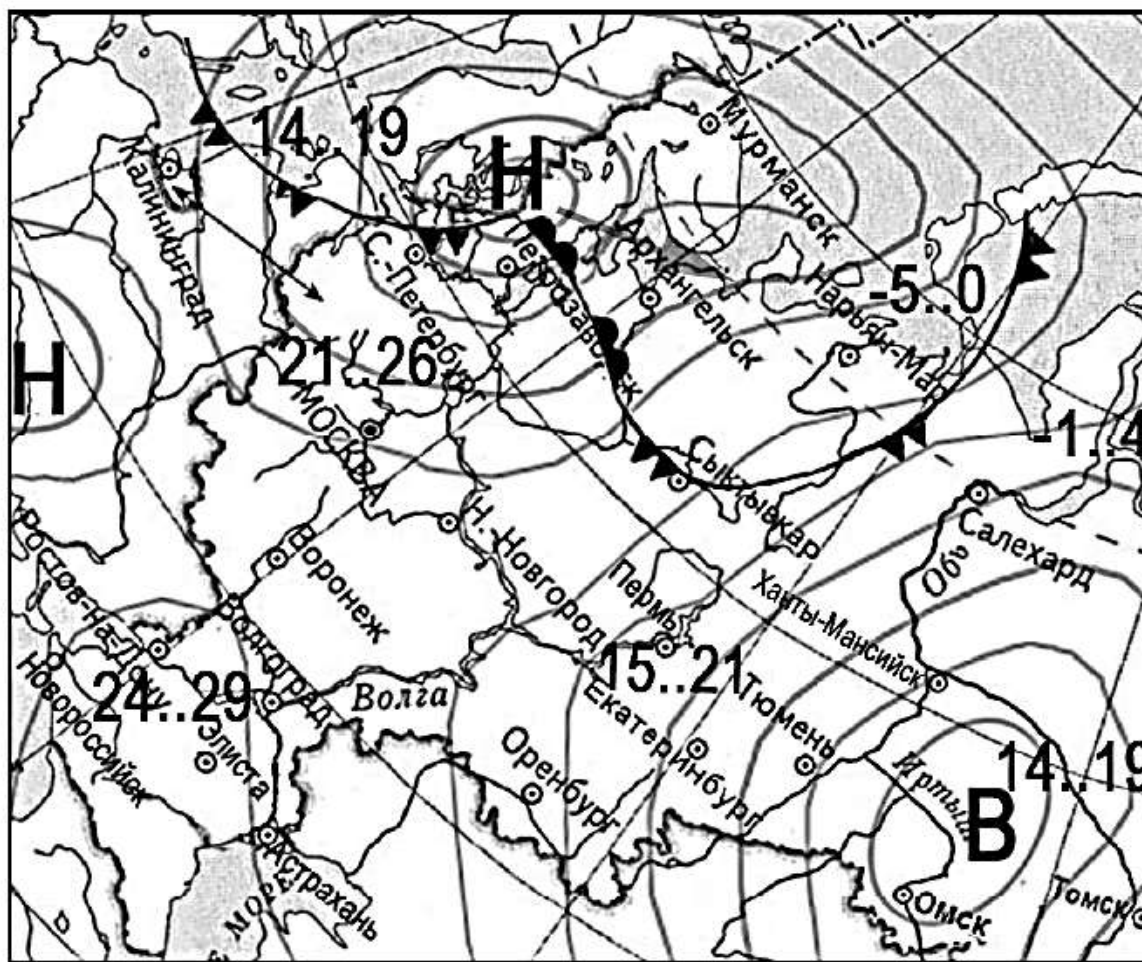 Мурманск
14..19
Н
Калининград
Архангельск
С.-Петербург
Петрозаводск
-5..0
Нарьян-Мар
Н
21..26
-1..4
МОСКВА
Сыктывкар
Н.-Новгород
Салехард
Обь
Ростов-на-Дону
Воронеж
Пермь
Ханты-Мансийск
Волгоград
Новороссийск
15..21
24..29
Волга
Тюмень
Элиста
Екатеринбург
Оренбург
14..19
Иртыш
В
Астрахань
Омск
Томск
Море